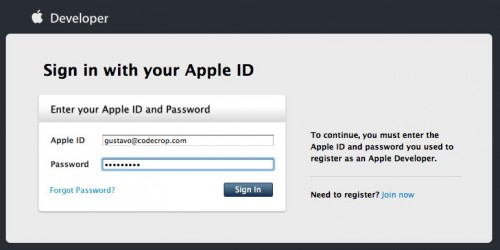 Developer
Sign in with your Apple ID
Enter your Apple ID and Password
Apple ID gustavo@codecrop.com
Password •••••••••
Forgot Password? Sign In
To continue, you must enter the
Apple ID and password you used to
register as an Apple Developer.
Need to register? Join now